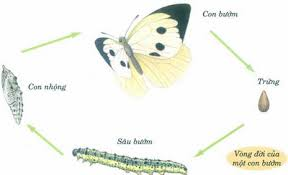 Con bướm
Trứng
Con nhộng
Sâu bướm
Vòng đời của
một con bướm